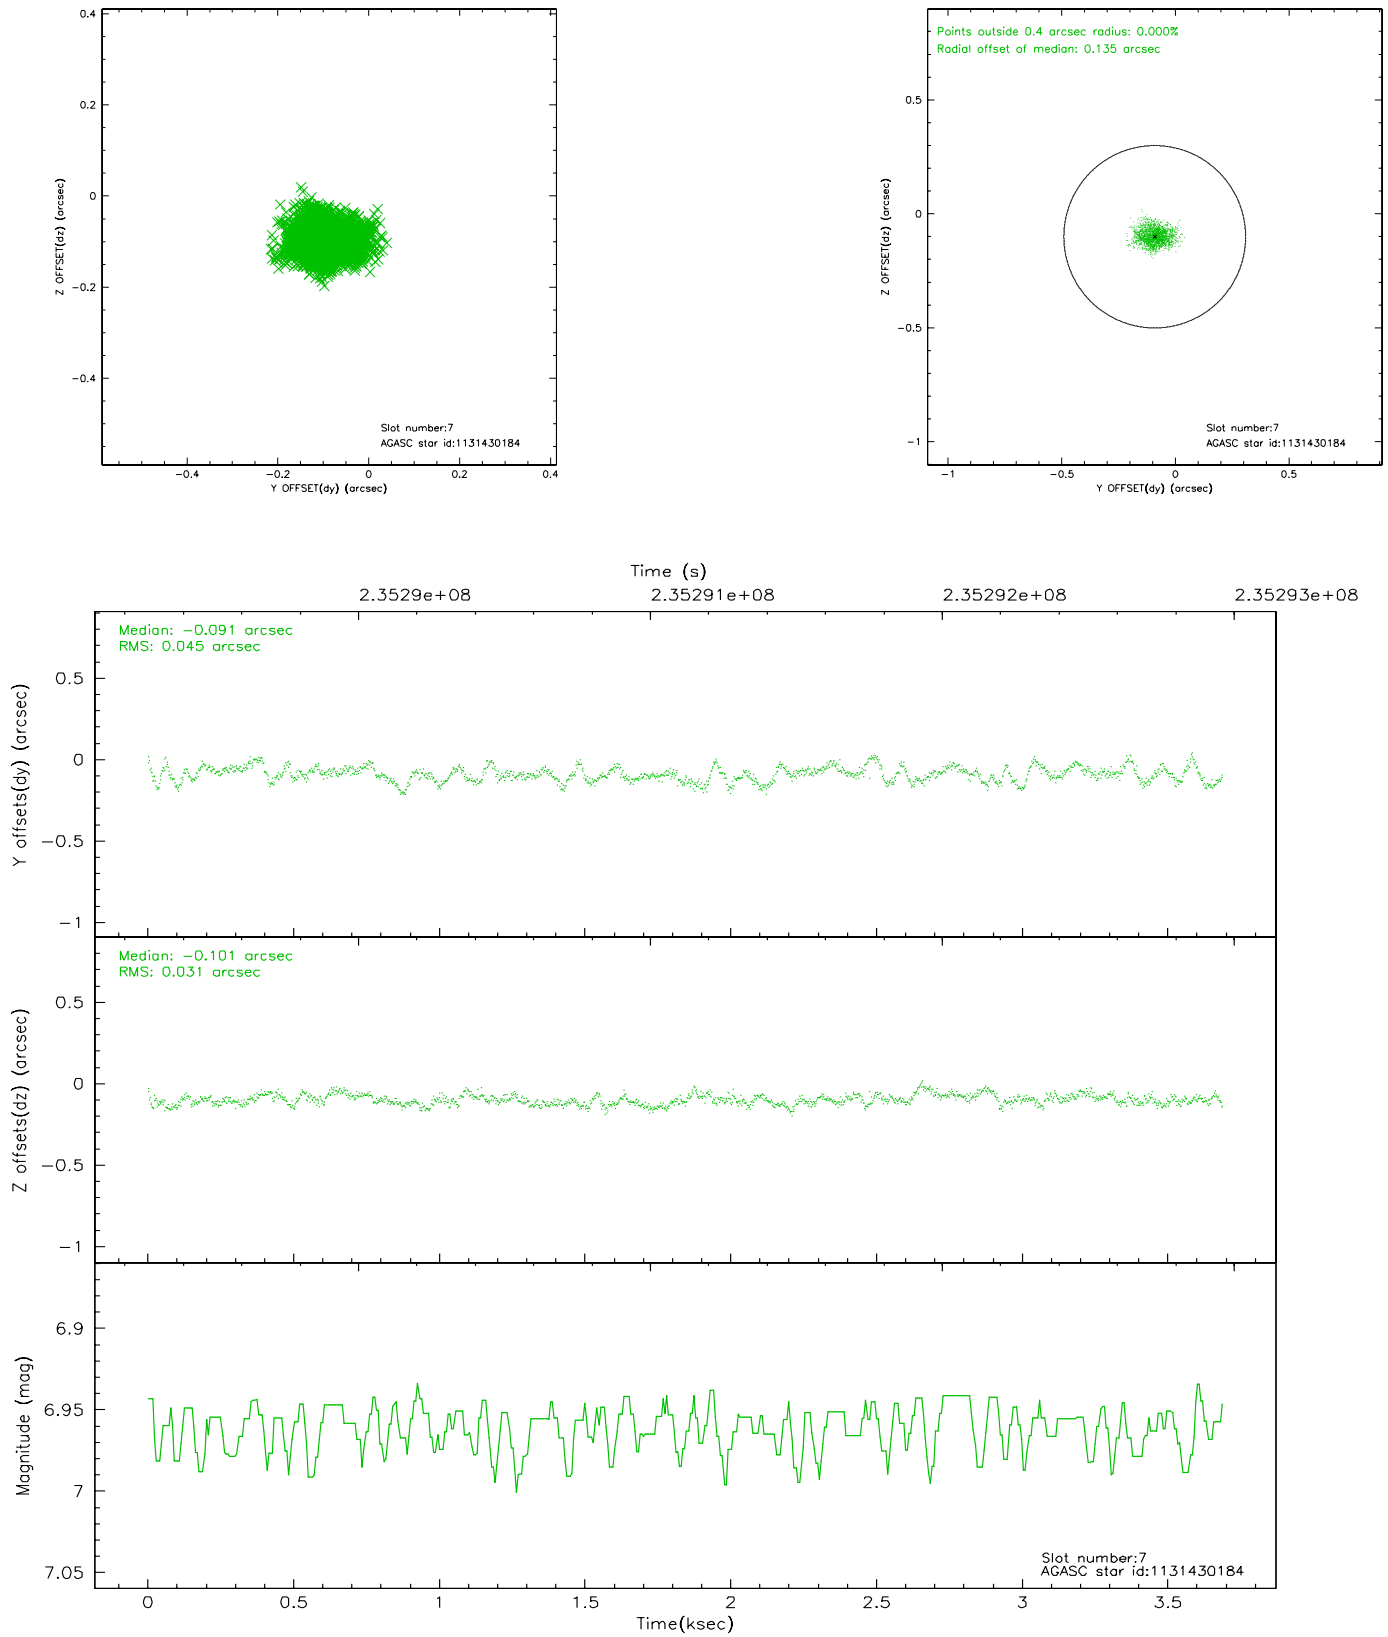 0.4
0.2
0
−0.2
−0.4
Z OFFSET(dz) (arcsec)
Slot number:7
AGASC star id:1131430184
−0.4 −0.2 0 0.2 0.4
Y OFFSET(dy) (arcsec)
Points outside 0.4 arcsec radius: 0.000%
Radial offset of median: 0.135 arcsec
0.5
0
−0.5
−1
Z OFFSET(dz) (arcsec)
Slot number:7
AGASC star id:1131430184
−1 −0.5 0 0.5
Y OFFSET(dy) (arcsec)
Time (s)
2.3529e+08 2.35291e+08 2.35292e+08 2.35293e+08
Median: −0.091 arcsec
RMS: 0.045 arcsec
0.5
0
−0.5
−1
Y offsets(dy) (arcsec)
Median: −0.101 arcsec
RMS: 0.031 arcsec
0.5
0
−0.5
−1
Z offsets(dz) (arcsec)
6.9
6.95
7
7.05
Magnitude (mag)
Slot number:7
AGASC star id:1131430184
0 0.5 1 1.5 2 2.5 3 3.5
Time(ksec)